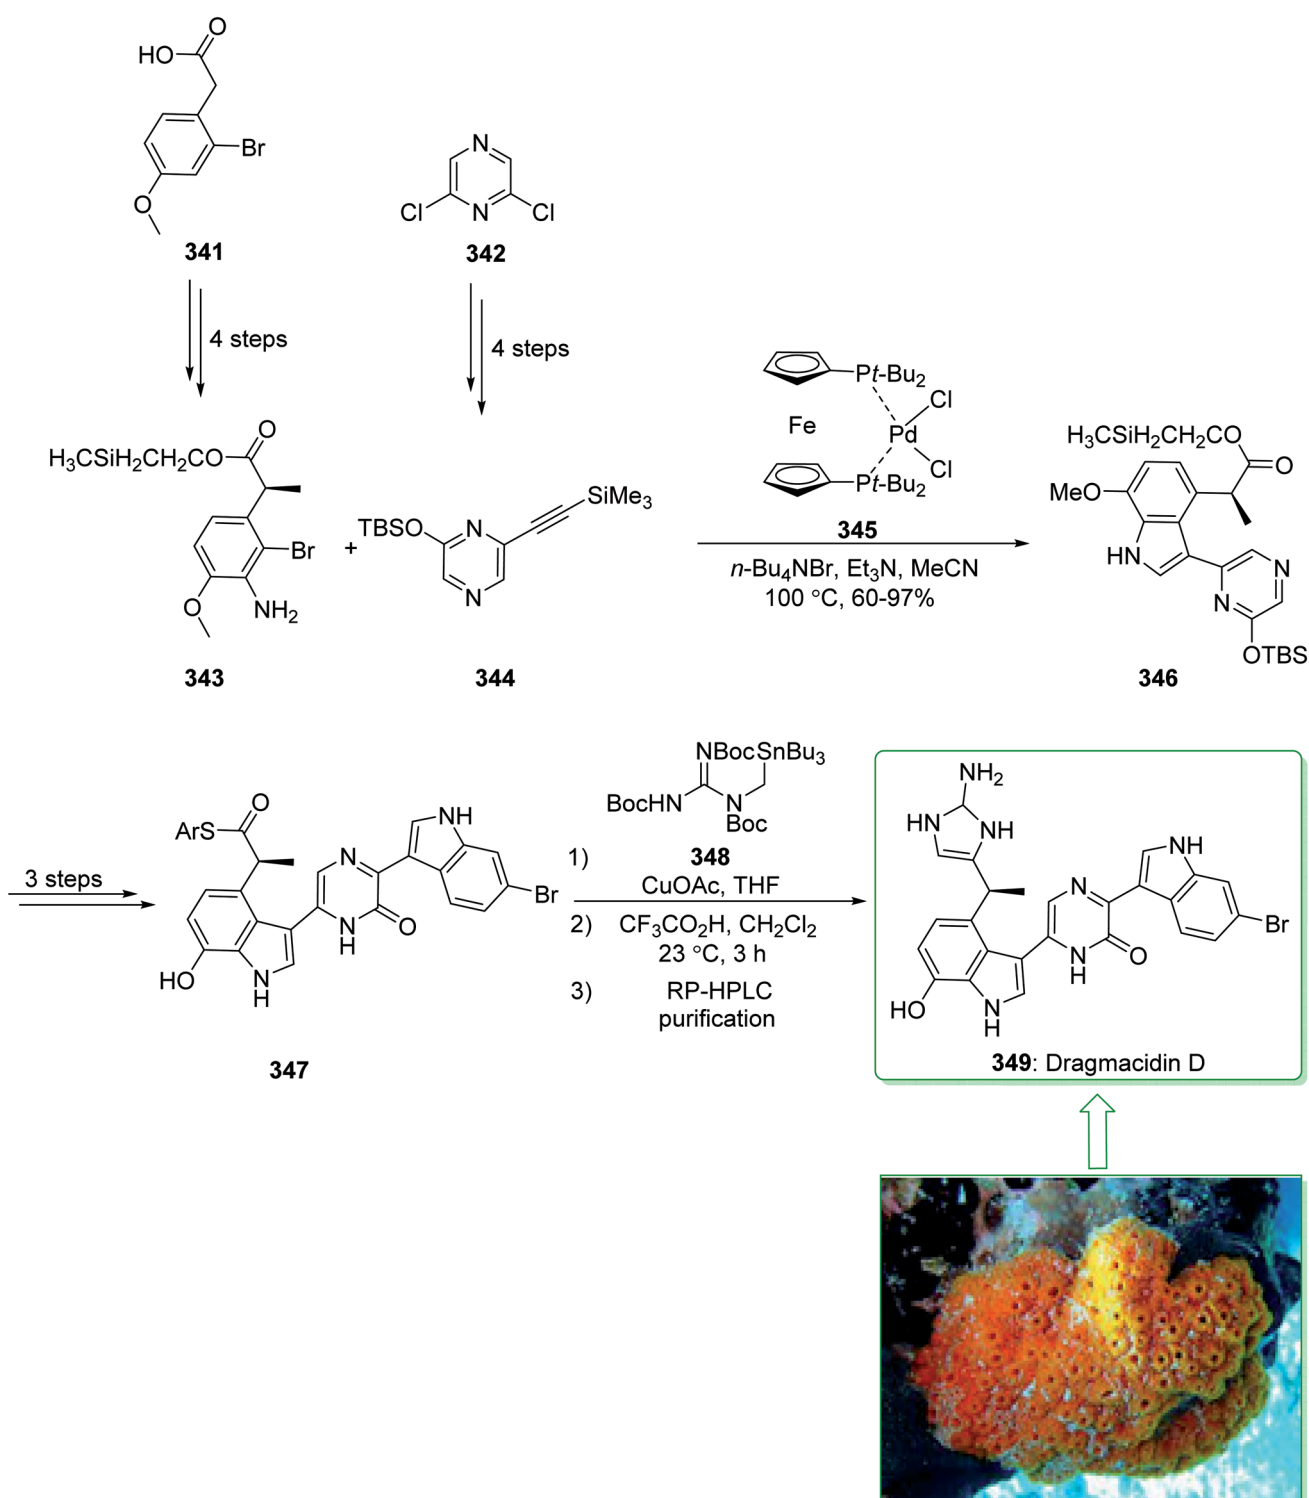 HO
O
Br
O
341
N
N
Cl
Cl
342
4 steps
4 steps
H₃CSiH₂CH₂CO
O
Br
NH₂
O
343
+
TBSO
N
N
SiMe₃
344
Pt-Bu₂
Fe
Pd
Cl
Cl
Pt-Bu₂
345
n-Bu₄NBr, Et₃N, MeCN
100 °C, 60-97%
H₃CSiH₂CH₂CO
O
MeO
HN
N
N
OTBS
346
3 steps
ArS
O
HO
N
H
N
N
H
O
NH
Br
347
1)
NBoc
SnBu₃
BocHN
N
Boc
348
CuOAc, THF
2) CF₃CO₂H, CH₂Cl₂
23 °C, 3 h
3) RP-HPLC
purification
NH₂
HN
NH
HO
N
H
N
N
H
O
NH
Br
349: Dragmacidin D